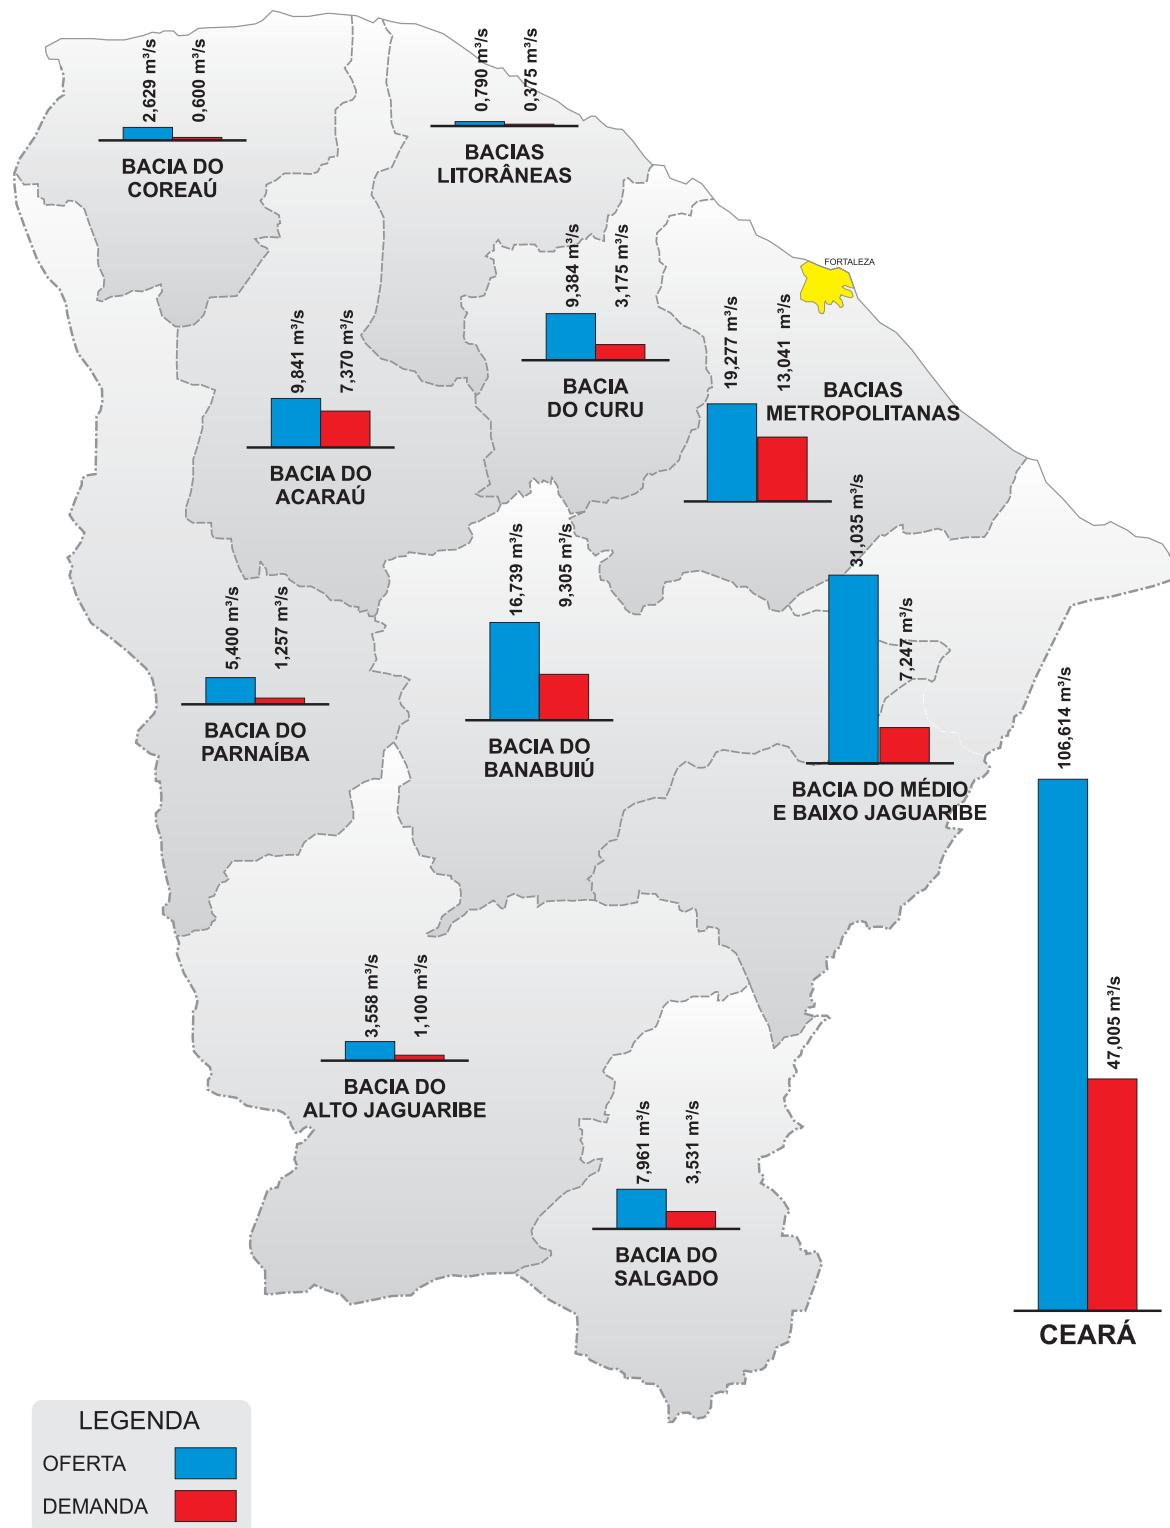 2,629 m³/s
0,600 m³/s
BACIA DO
COREAÚ
0,790 m³/s
0,375 m³/s
BACIAS
LITORÂNEAS
9,384 m³/s
3,175 m³/s
BACIA
DO CURU
FORTALEZA
19,277 m³/s
13,041 m³/s
BACIAS
METROPOLITANAS
9,841 m³/s
7,370 m³/s
BACIA DO
ACARAÚ
16,739 m³/s
9,305 m³/s
BACIA DO
BANABUIÚ
31,035 m³/s
7,247 m³/s
BACIA DO MÉDIO
E BAIXO JAGUARIBE
5,400 m³/s
1,257 m³/s
BACIA DO
PARNAÍBA
106,614 m³/s
47,005 m³/s
CEARÁ
3,558 m³/s
1,100 m³/s
BACIA DO
ALTO JAGUARIBE
7,961 m³/s
3,531 m³/s
BACIA DO
SALGADO
LEGENDA
OFERTA
DEMANDA